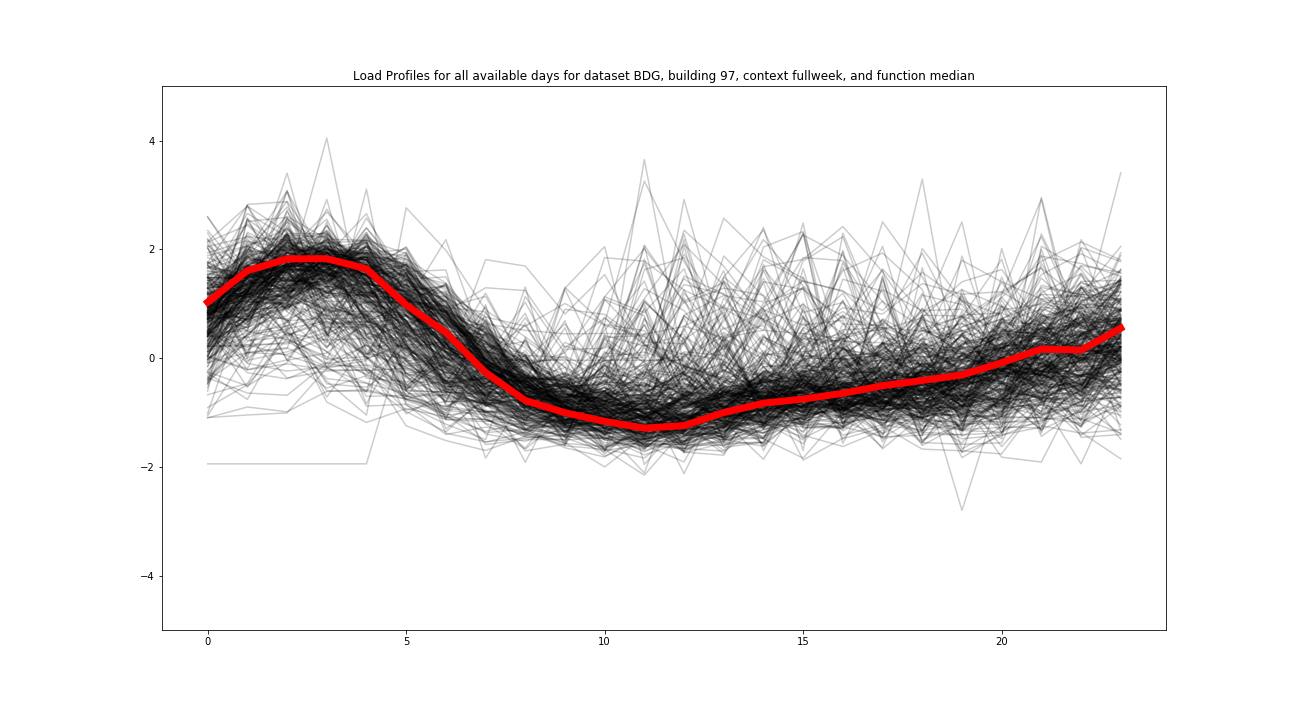 Load Profiles for all available days for dataset BDG, building 97, context fullweek, and function median
4
2
0
−2
−4
0 5 10 15 20